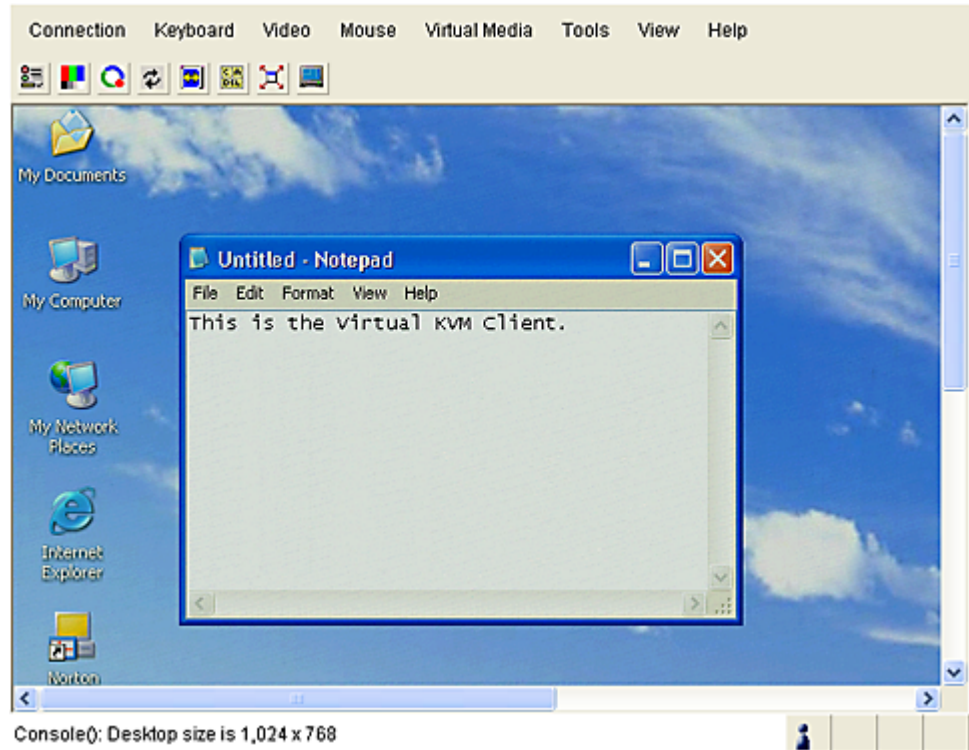 Connection Keyboard Video Mouse Virtual Media Tools View Help
My Documents
My Computer
My Network
Places
Internet
Explorer
Norton
Untitled - Notepad
File Edit Format View Help
This is the Virtual KVM Client.
Console(): Desktop size is 1,024 x 768